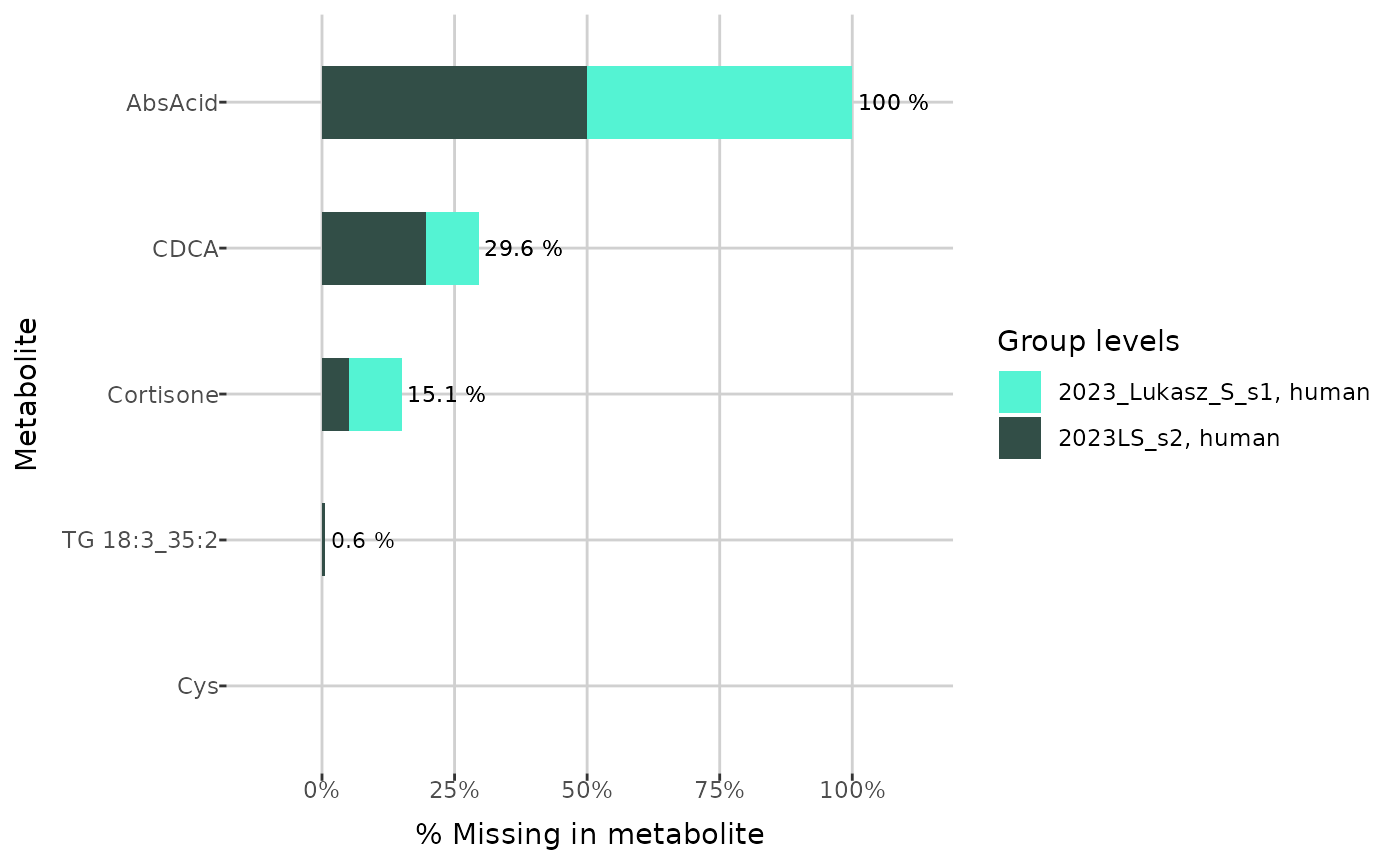 AbsAcid
100 %
CDCA
29.6 %
Cortisone
15.1 %
TG 18:3_35:2
0.6 %
Cys
0%
25%
50%
75%
100%
% Missing in metabolite
Metabolite
Group levels
2023_Lukasz_S_s1, human
2023LS_s2, human